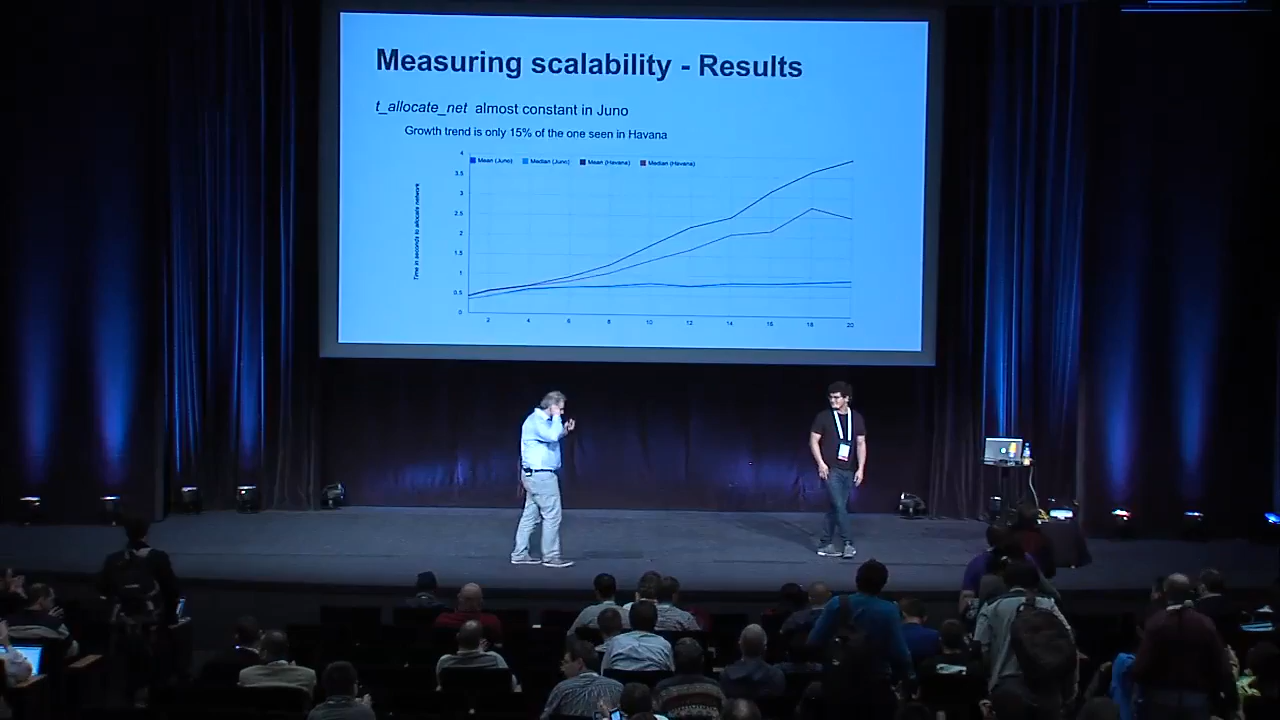 Measuring scalability - Results
t_allocate_net almost constant in Juno
Growth trend is only 15% of the one seen in Havana
Mean (Juno) Median (Juno) Mean (Havana) Median (Havana)
Time in seconds to allocate network
4
3.5
3
2.5
2
1.5
1
0.5
0
2 4 6 8 10 12 14 16 18 20